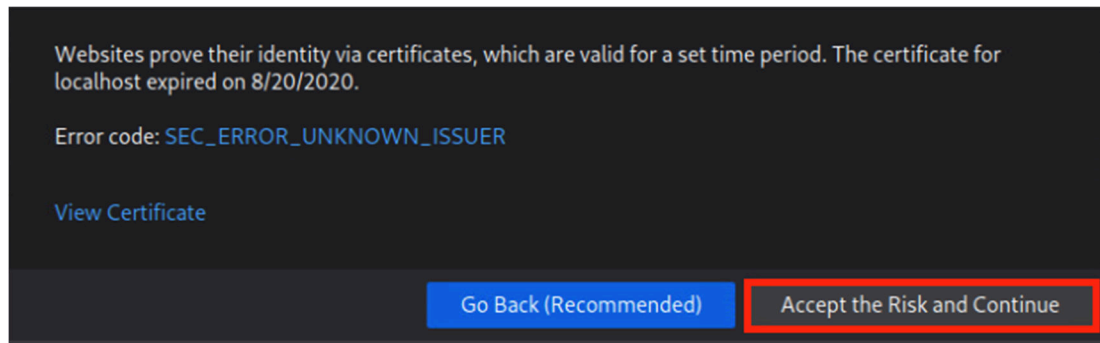 Websites prove their identity via certificates, which are valid for a set time period. The certificate for
localhost expired on 8/20/2020.
Error code: SEC_ERROR_UNKNOWN_ISSUER
View Certificate
Go Back (Recommended)
Accept the Risk and Continue